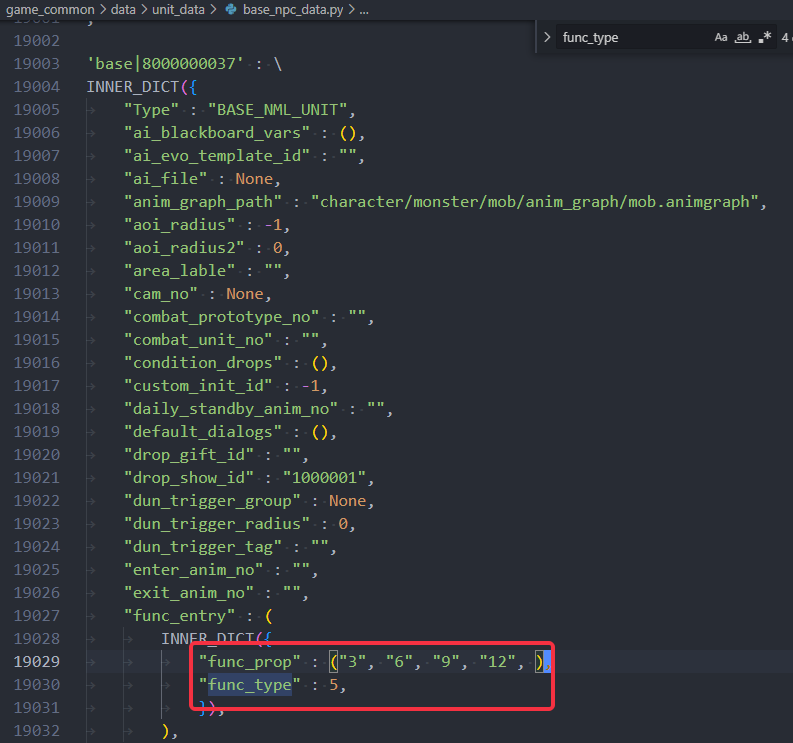 game_common > data > unit_data > base_npc_data.py > ...
func_type Aa ab .* 4
19002
19003 'base|8000000037' : \
19004 INNER_DICT({
19005 "Type" : "BASE_NML_UNIT",
19006 "ai_blackboard_vars" : (),
19007 "ai_evo_template_id" : "",
19008 "ai_file" : None,
19009 "anim_graph_path" : "character/monster/mob/anim_graph/mob.animgraph",
19010 "aoi_radius" : -1,
19011 "aoi_radius2" : 0,
19012 "area_lable" : "",
19013 "cam_no" : None,
19014 "combat_prototype_no" : "",
19015 "combat_unit_no" : "",
19016 "condition_drops" : (),
19017 "custom_init_id" : -1,
19018 "daily_standby_anim_no" : "",
19019 "default_dialogs" : (),
19020 "drop_gift_id" : "",
19021 "drop_show_id" : "1000001",
19022 "dun_trigger_group" : None,
19023 "dun_trigger_radius" : 0,
19024 "dun_trigger_tag" : "",
19025 "enter_anim_no" : "",
19026 "exit_anim_no" : "",
19027 "func_entry" : (
19028 INNER_DICT({
19029 "func_prop" : ("3", "6", "9", "12", ),
19030 "func_type" : 5,
19031 }),
19032 ),